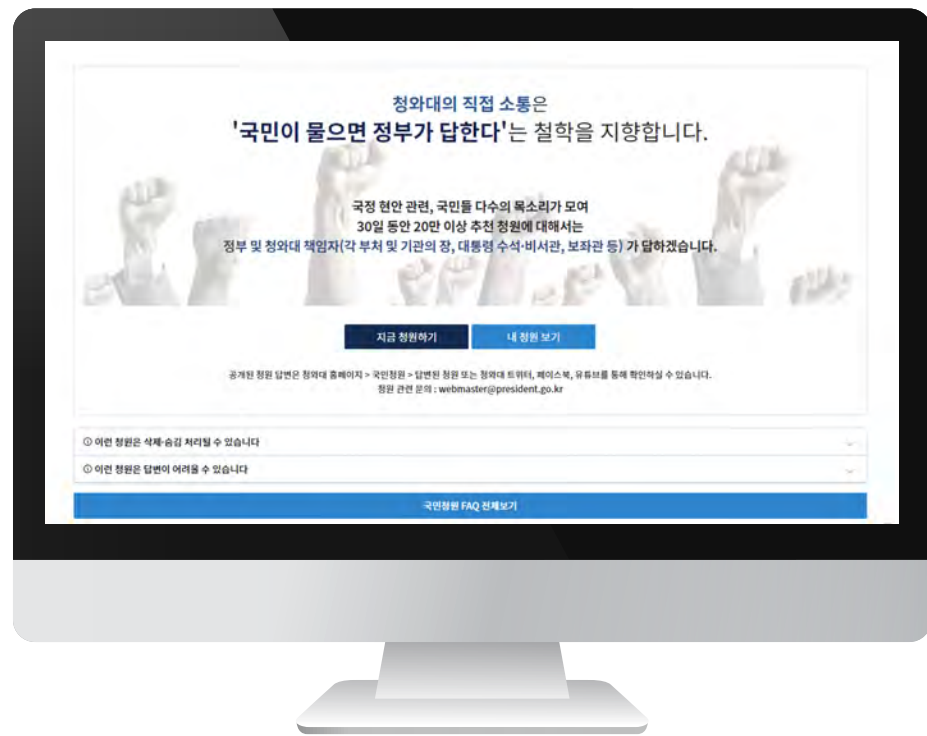 청와대의 직접 소통은
'국민이 물으면 정부가 답한다'는 철학을 지향합니다.
국정 현안 관련, 국민들 다수의 목소리가 모여
30일 동안 20만 이상 추천 청원에 대해서는
정부 및 청와대 책임자(각 부처 및 기관의 장, 대통령 수석·비서관, 보좌관 등) 가 답하겠습니다.
지금 청원하기
내 청원 보기
공개된 청원 답변은 청와대 홈페이지 > 국민청원 > 답변된 청원 또는 청와대 트위터, 페이스북, 유튜브를 통해 확인하실 수 있습니다.
청원 관련 문의 : webmaster@president.go.kr
이런 청원은 삭제·숨김 처리될 수 있습니다
이런 청원은 답변이 어려울 수 있습니다
국민청원 FAQ 전체보기